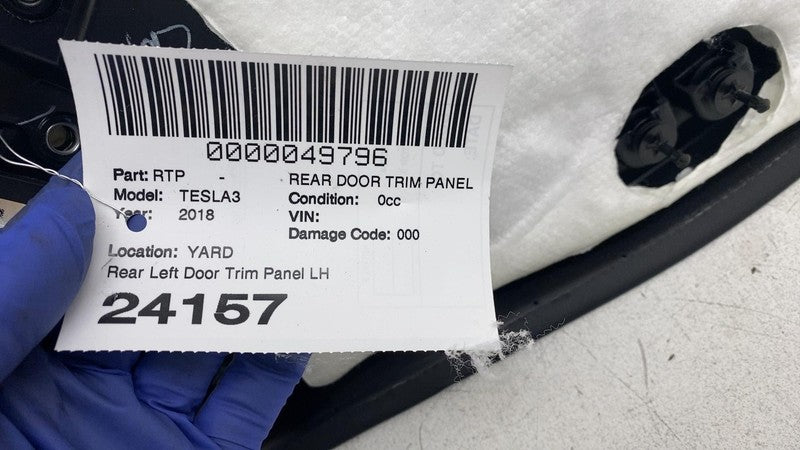 0000049796
Part: RTP - REAR DOOR TRIM PANEL
Model: TESLA3 Condition: 0cc
Year: 2018 VIN:
Damage Code: 000
Location: YARD
Rear Left Door Trim Panel LH
24157